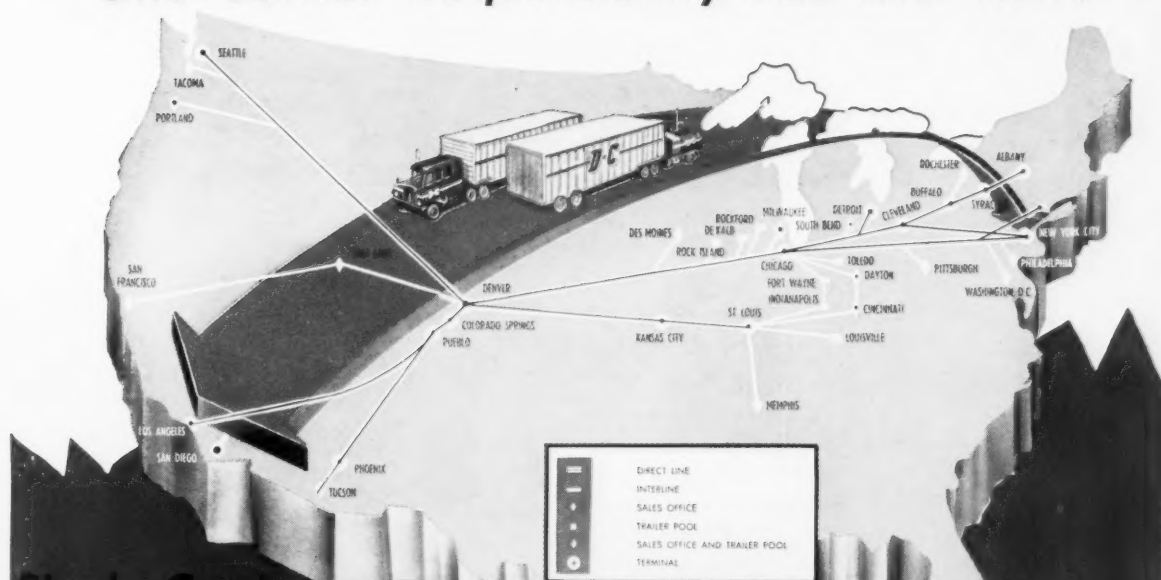 SEATTLE
TACOMA
PORTLAND
D-C
ROCHESTER
ALBANY
BUFFALO
SYRAC
MILWAUKEE
DETROIT
CLEVELAND
ROCKFORD
SOUTH BEND
DE KALB
DES MOINES
ROCK ISLAND
NEW YORK CITY
PHILADELPHIA
CHICAGO
TOLEDO
DAYTON
PITTSBURGH
SAN
FRANCISCO
DENVER
FORT WAYNE
INDIANAPOLIS
WASHINGTON D.C.
CINCINNATI
ST LOUIS
COLORADO SPRINGS
KANSAS CITY
LOUISVILLE
PUEBLO
MEMPHIS
LOS ANGELES
SAN DIEGO
PHOENIX
TUCSON
DIRECT LINE
INTERLINE
SALES OFFICE
TRAILER POOL
SALES OFFICE AND TRAILER POOL
TERMINAL